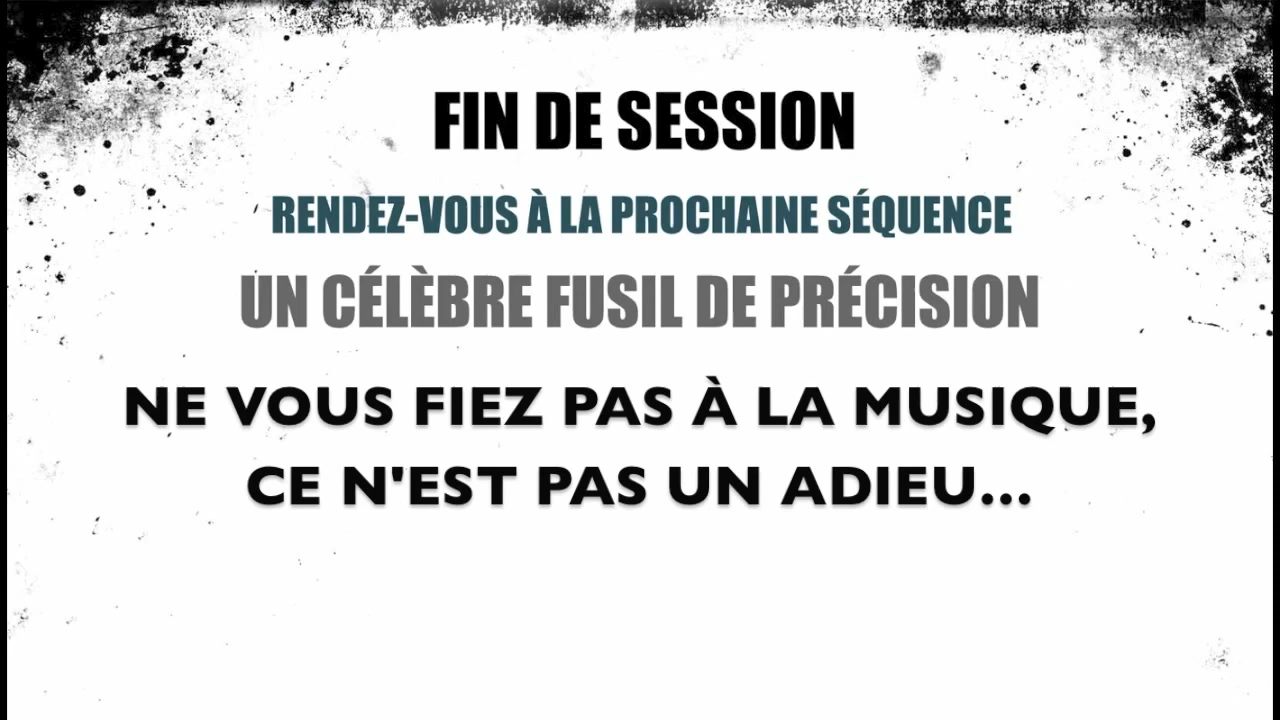 FIN DE SESSION
RENDEZ-VOUS À LA PROCHAINE SÉQUENCE
UN CÉLÈBRE FUSIL DE PRÉCISION
NE VOUS FIEZ PAS À LA MUSIQUE,
CE N'EST PAS UN ADIEU...